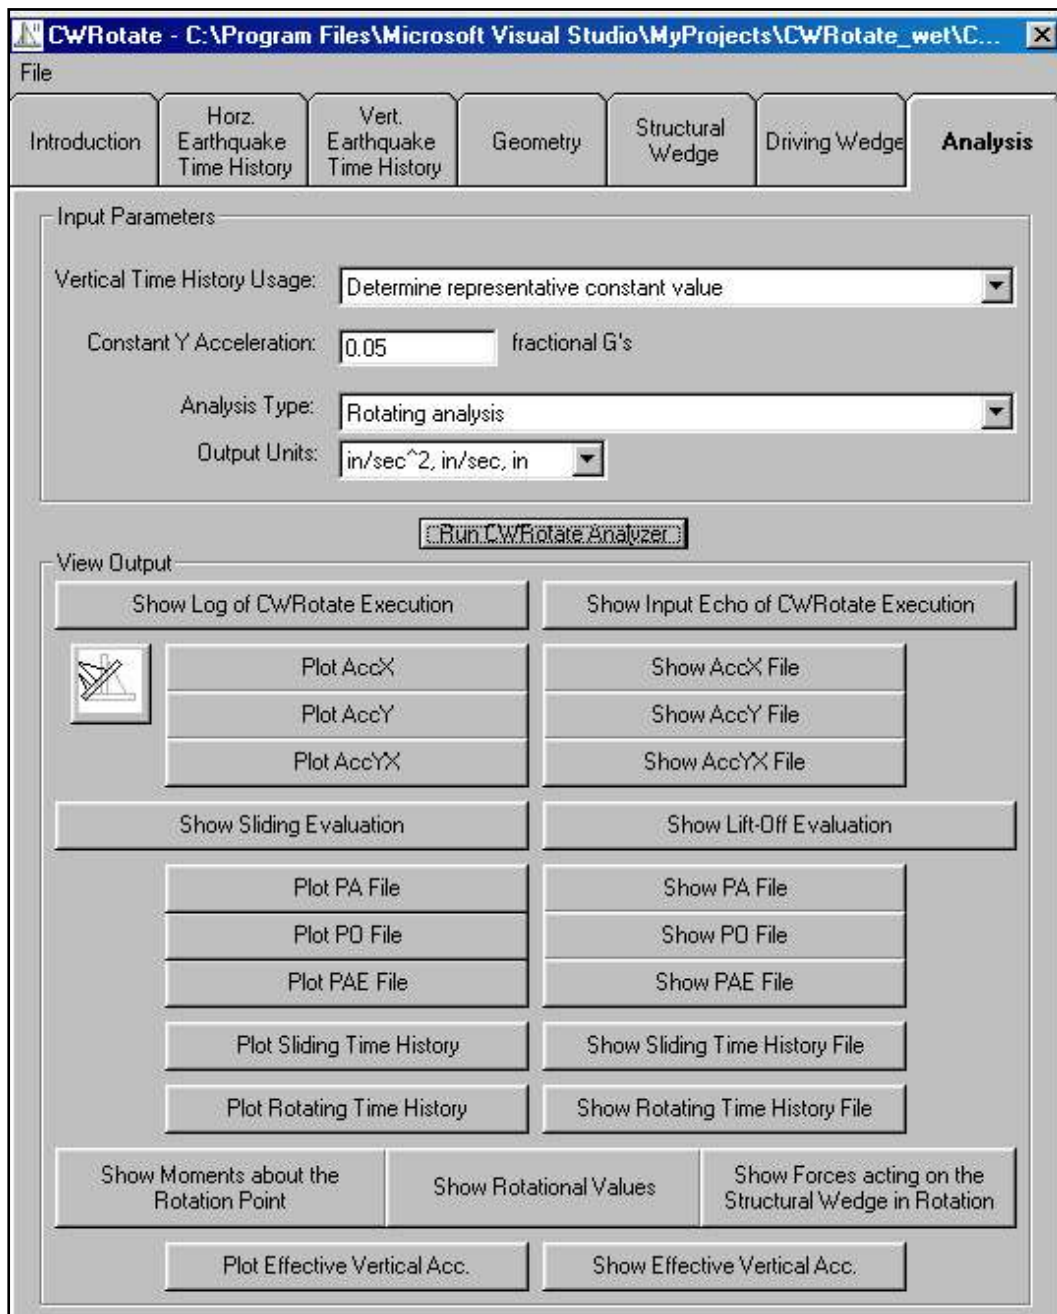 CWRotate - C:\Program Files\Microsoft Visual Studio\MyProjects\CWRotate_wet\C...
File
Introduction
Horz.
Earthquake
Time History
Vert.
Earthquake
Time History
Geometry
Structural
Wedge
Driving Wedge
Analysis
Input Parameters
Vertical Time History Usage: Determine representative constant value
Constant Y Acceleration: 0.05 fractional G's
Analysis Type: Rotating analysis
Output Units: in/sec^2, in/sec, in
Run CWRotate Analyzer
View Output
Show Log of CWRotate Execution
Show Input Echo of CWRotate Execution
Plot AccX
Show AccX File
Plot AccY
Show AccY File
Plot AccYX
Show AccYX File
Show Sliding Evaluation
Show Lift-Off Evaluation
Plot PA File
Show PA File
Plot PO File
Show PO File
Plot PAE File
Show PAE File
Plot Sliding Time History
Show Sliding Time History File
Plot Rotating Time History
Show Rotating Time History File
Show Moments about the
Rotation Point
Show Rotational Values
Show Forces acting on the
Structural Wedge in Rotation
Plot Effective Vertical Acc.
Show Effective Vertical Acc.